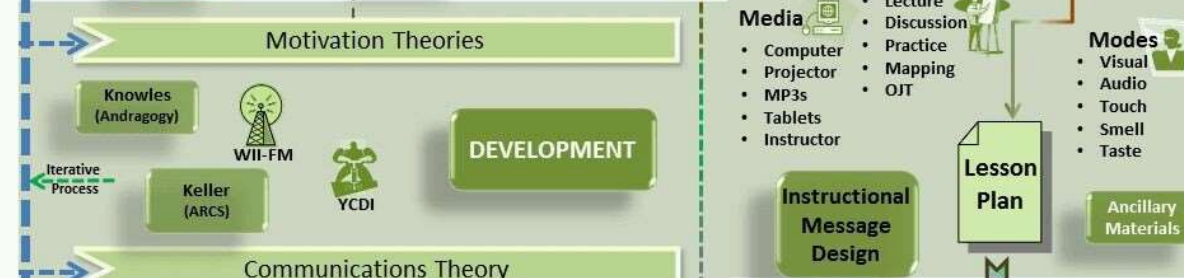 Motivation Theories
Knowles
(Andragogy)
WII-FM
Iterative
Process
Keller
(ARCS)
YCDI
DEVELOPMENT
Communications Theory
Media
• Computer
• Projector
• MP3s
• Tablets
• Instructor
• Lecture
• Discussion
• Practice
• Mapping
• OJT
Instructional
Message
Design
Lesson
Plan
Modes
• Visual
• Audio
• Touch
• Smell
• Taste
Ancillary
Materials